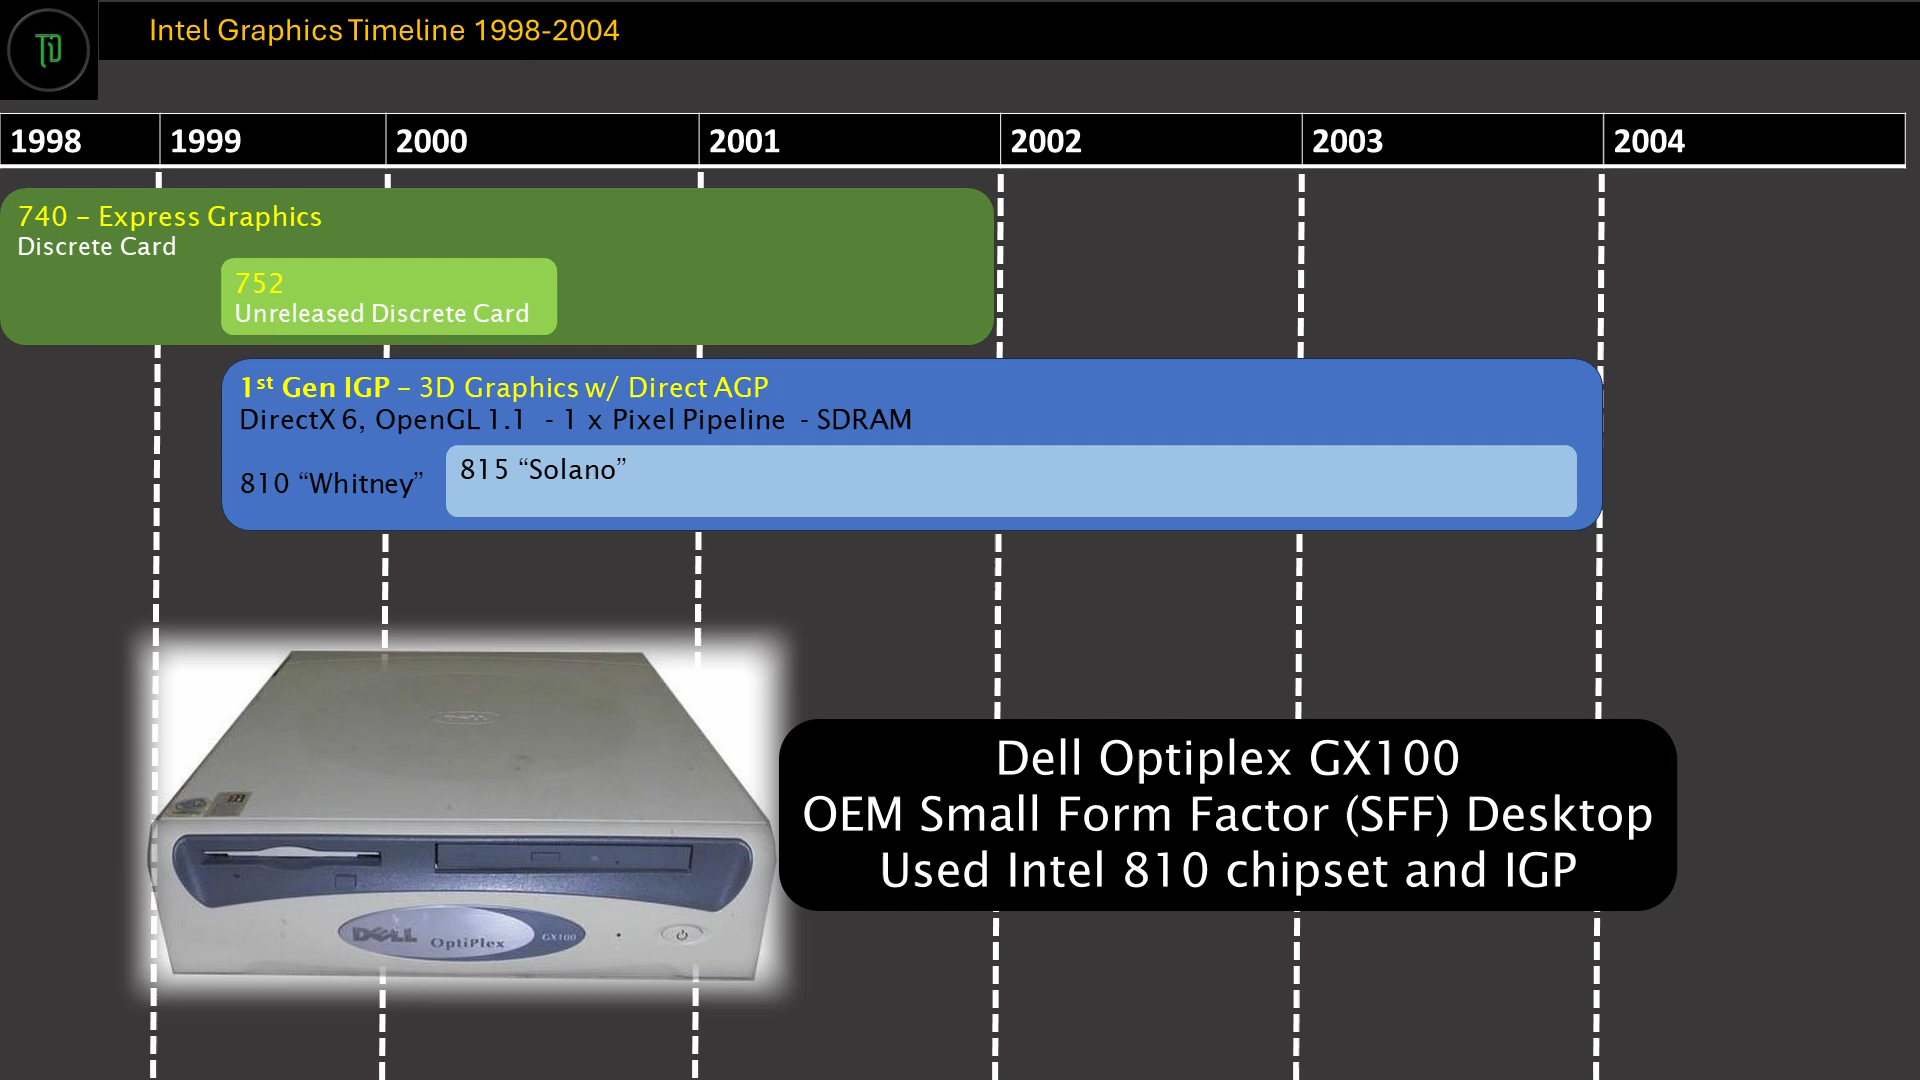 TD
Intel Graphics Timeline 1998-2004
1998 1999 2000 2001 2002 2003 2004
740 – Express Graphics
Discrete Card
752
Unreleased Discrete Card
1st Gen IGP – 3D Graphics w/ Direct AGP
DirectX 6, OpenGL 1.1 - 1 x Pixel Pipeline - SDRAM
810 “Whitney”
815 “Solano”
DELL
Dell Optiplex GX100
OEM Small Form Factor (SFF) Desktop
Used Intel 810 chipset and IGP
DELL OptiPlex GX100